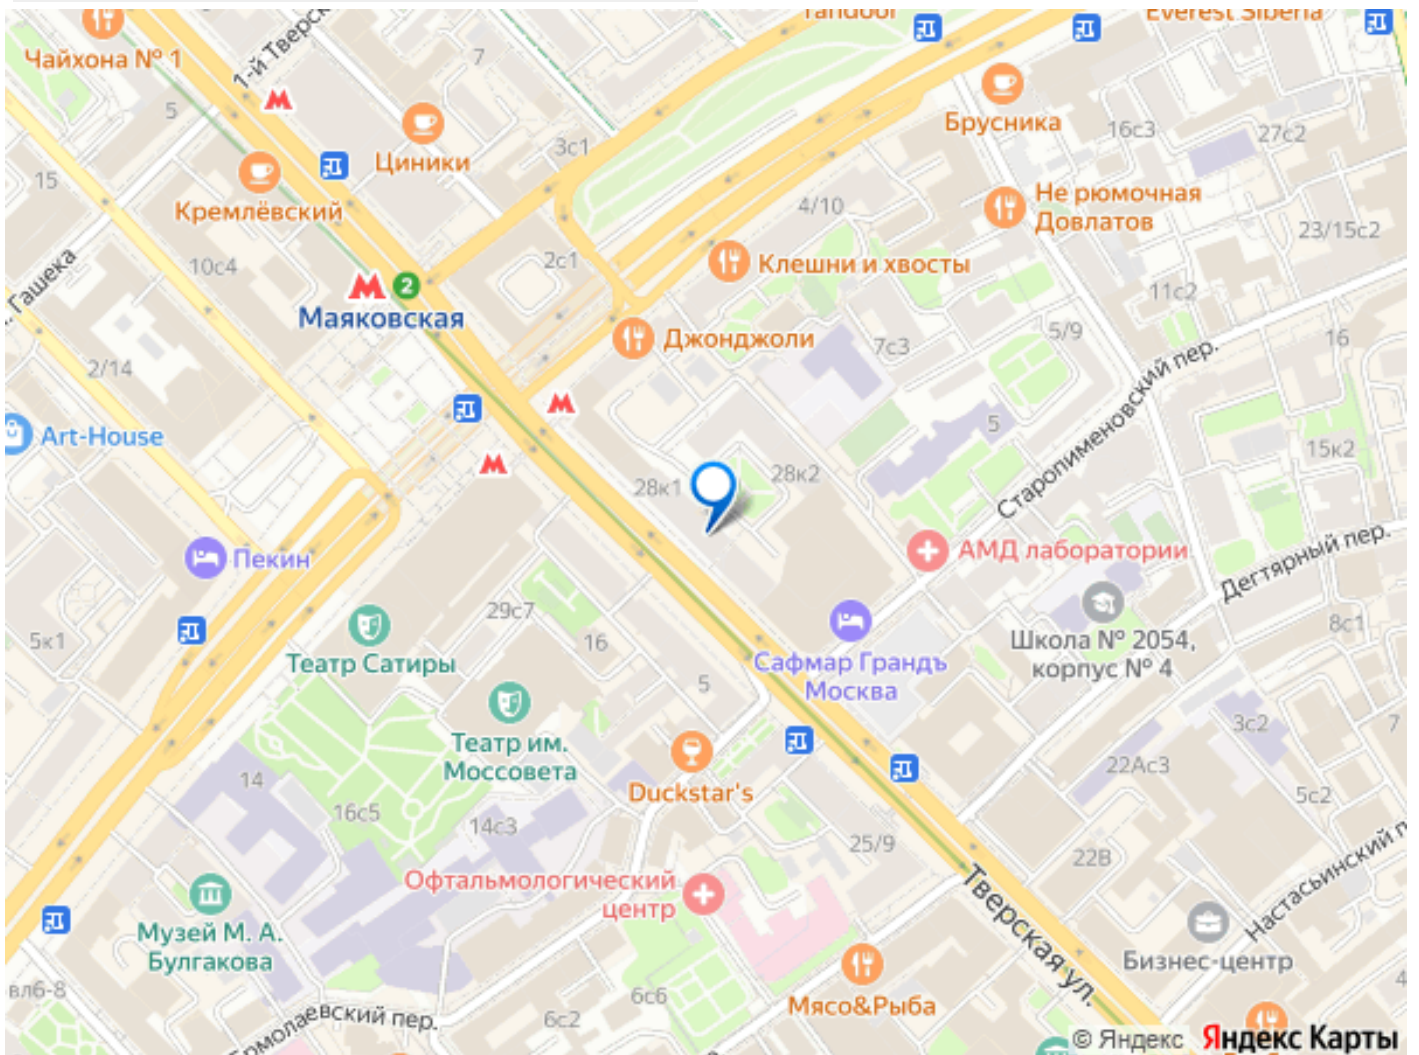 Tandoor
Everest Siberia
Чайхона № 1
1-й Тверск
7
5
Циники
3с1
Брусника
16с3
27с2
15
Кремлёвский
4/10
Не рюмочная
Довлатов
23/15с2
10с4
2с1
Клешни и хвосты
Гашека
2
Маяковская
11с2
5/9
16
Джонджоли
7с3
2/14
Старопименовский пер.
Art-House
5
15к2
28к1
28к2
Пекин
АМД лаборатории
Дегтярный пер.
29с7
5к1
16
Театр Сатиры
Школа № 2054,
корпус № 4
8с1
Сафмар Грандъ
Москва
5
Театр им.
Моссовета
3с2
7
14
Duckstar's
22Ас3
5с2
16с5
14с3
25/9
22В
Офтальмологический
центр
Тверская ул.
Настасьинский п
Музей М. А.
Булгакова
Бизнес-центр
вл6-8
6с6
Мясо&Рыба
4
Ермолаевский пер.
6с2
© Яндекс Яндекс Карты